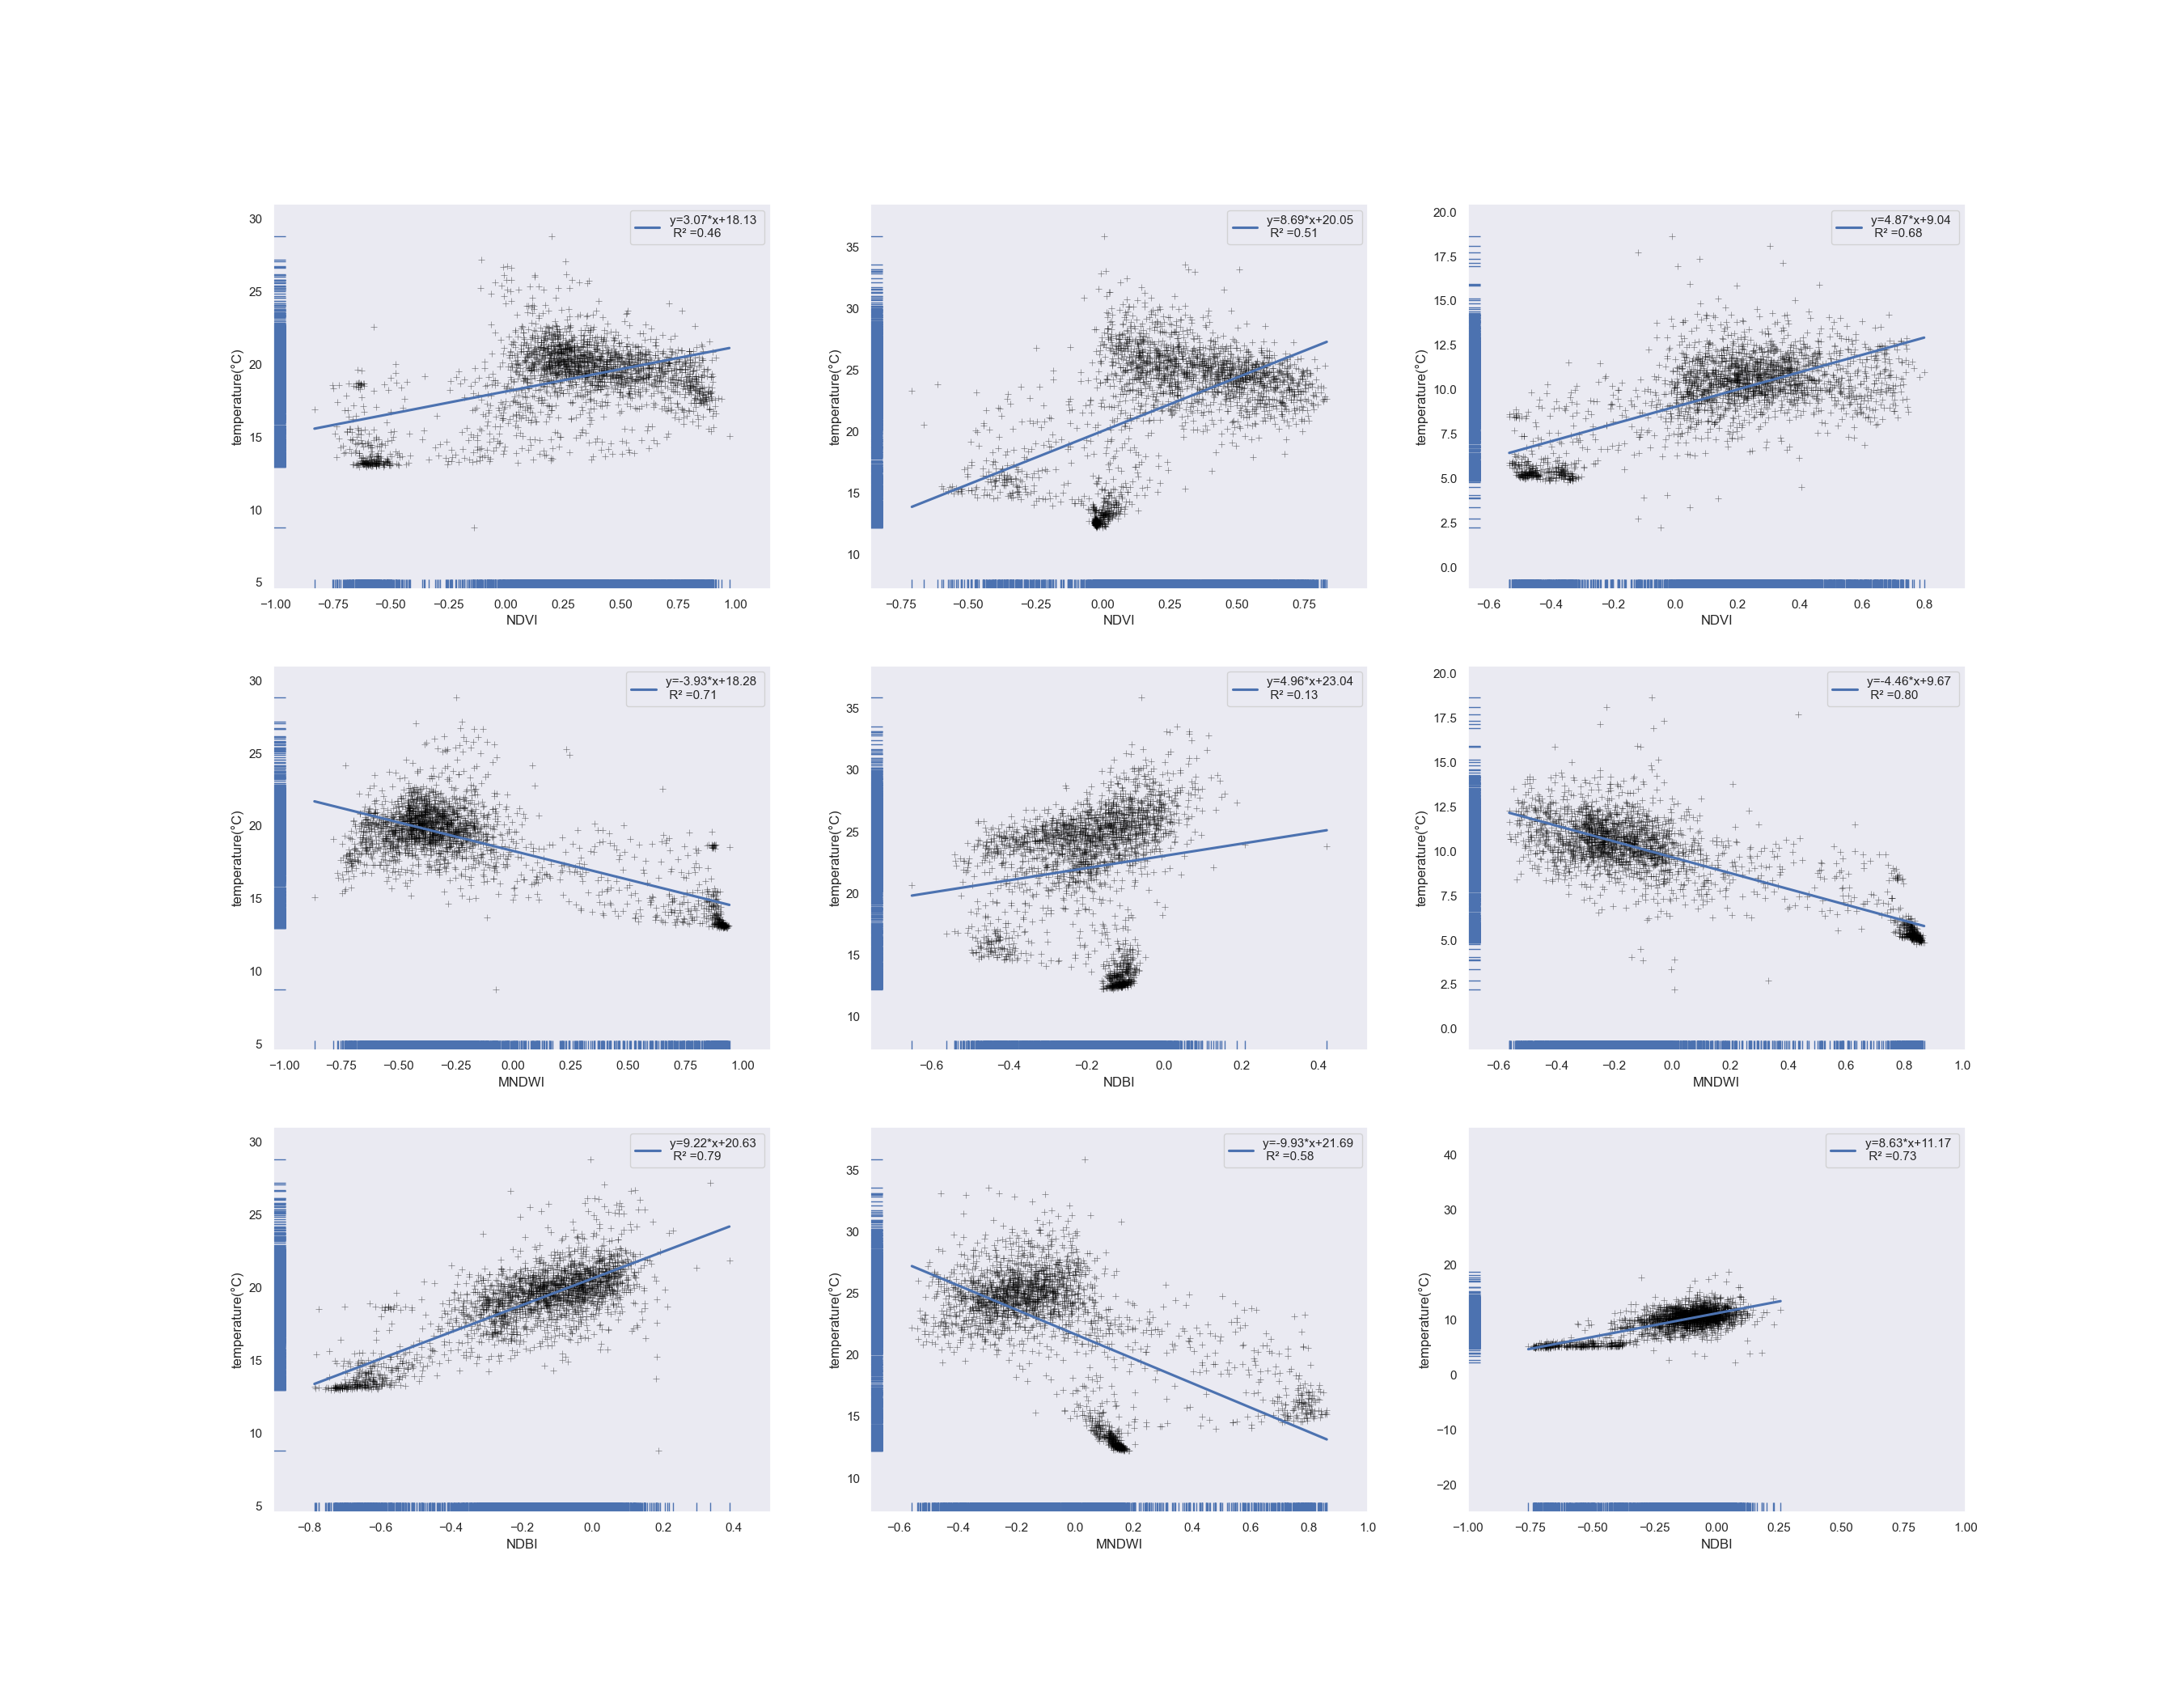 y=3.07*x+18.13
R² =0.46
30
25
20
15
10
5
temperature(°C)
−1.00 −0.75 −0.50 −0.25 0.00 0.25 0.50 0.75 1.00
NDVI
y=8.69*x+20.05
R² =0.51
35
30
25
20
15
10
temperature(°C)
−0.75 −0.50 −0.25 0.00 0.25 0.50 0.75
NDVI
y=4.87*x+9.04
R² =0.68
20.0
17.5
15.0
12.5
10.0
7.5
5.0
2.5
0.0
temperature(°C)
−0.6 −0.4 −0.2 0.0 0.2 0.4 0.6 0.8
NDVI
y=-3.93*x+18.28
R² =0.71
30
25
20
15
10
5
temperature(°C)
−1.00 −0.75 −0.50 −0.25 0.00 0.25 0.50 0.75 1.00
MNDWI
y=4.96*x+23.04
R² =0.13
35
30
25
20
15
10
temperature(°C)
−0.6 −0.4 −0.2 0.0 0.2 0.4
NDBI
y=-4.46*x+9.67
R² =0.80
20.0
17.5
15.0
12.5
10.0
7.5
5.0
2.5
0.0
temperature(°C)
−0.6 −0.4 −0.2 0.0 0.2 0.4 0.6 0.8 1.0
MNDWI
y=9.22*x+20.63
R² =0.79
30
25
20
15
10
5
temperature(°C)
−0.8 −0.6 −0.4 −0.2 0.0 0.2 0.4
NDBI
y=-9.93*x+21.69
R² =0.58
35
30
25
20
15
10
temperature(°C)
−0.6 −0.4 −0.2 0.0 0.2 0.4 0.6 0.8 1.0
MNDWI
y=8.63*x+11.17
R² =0.73
40
30
20
10
0
−10
−20
temperature(°C)
−1.00 −0.75 −0.50 −0.25 0.00 0.25 0.50 0.75 1.00
NDBI